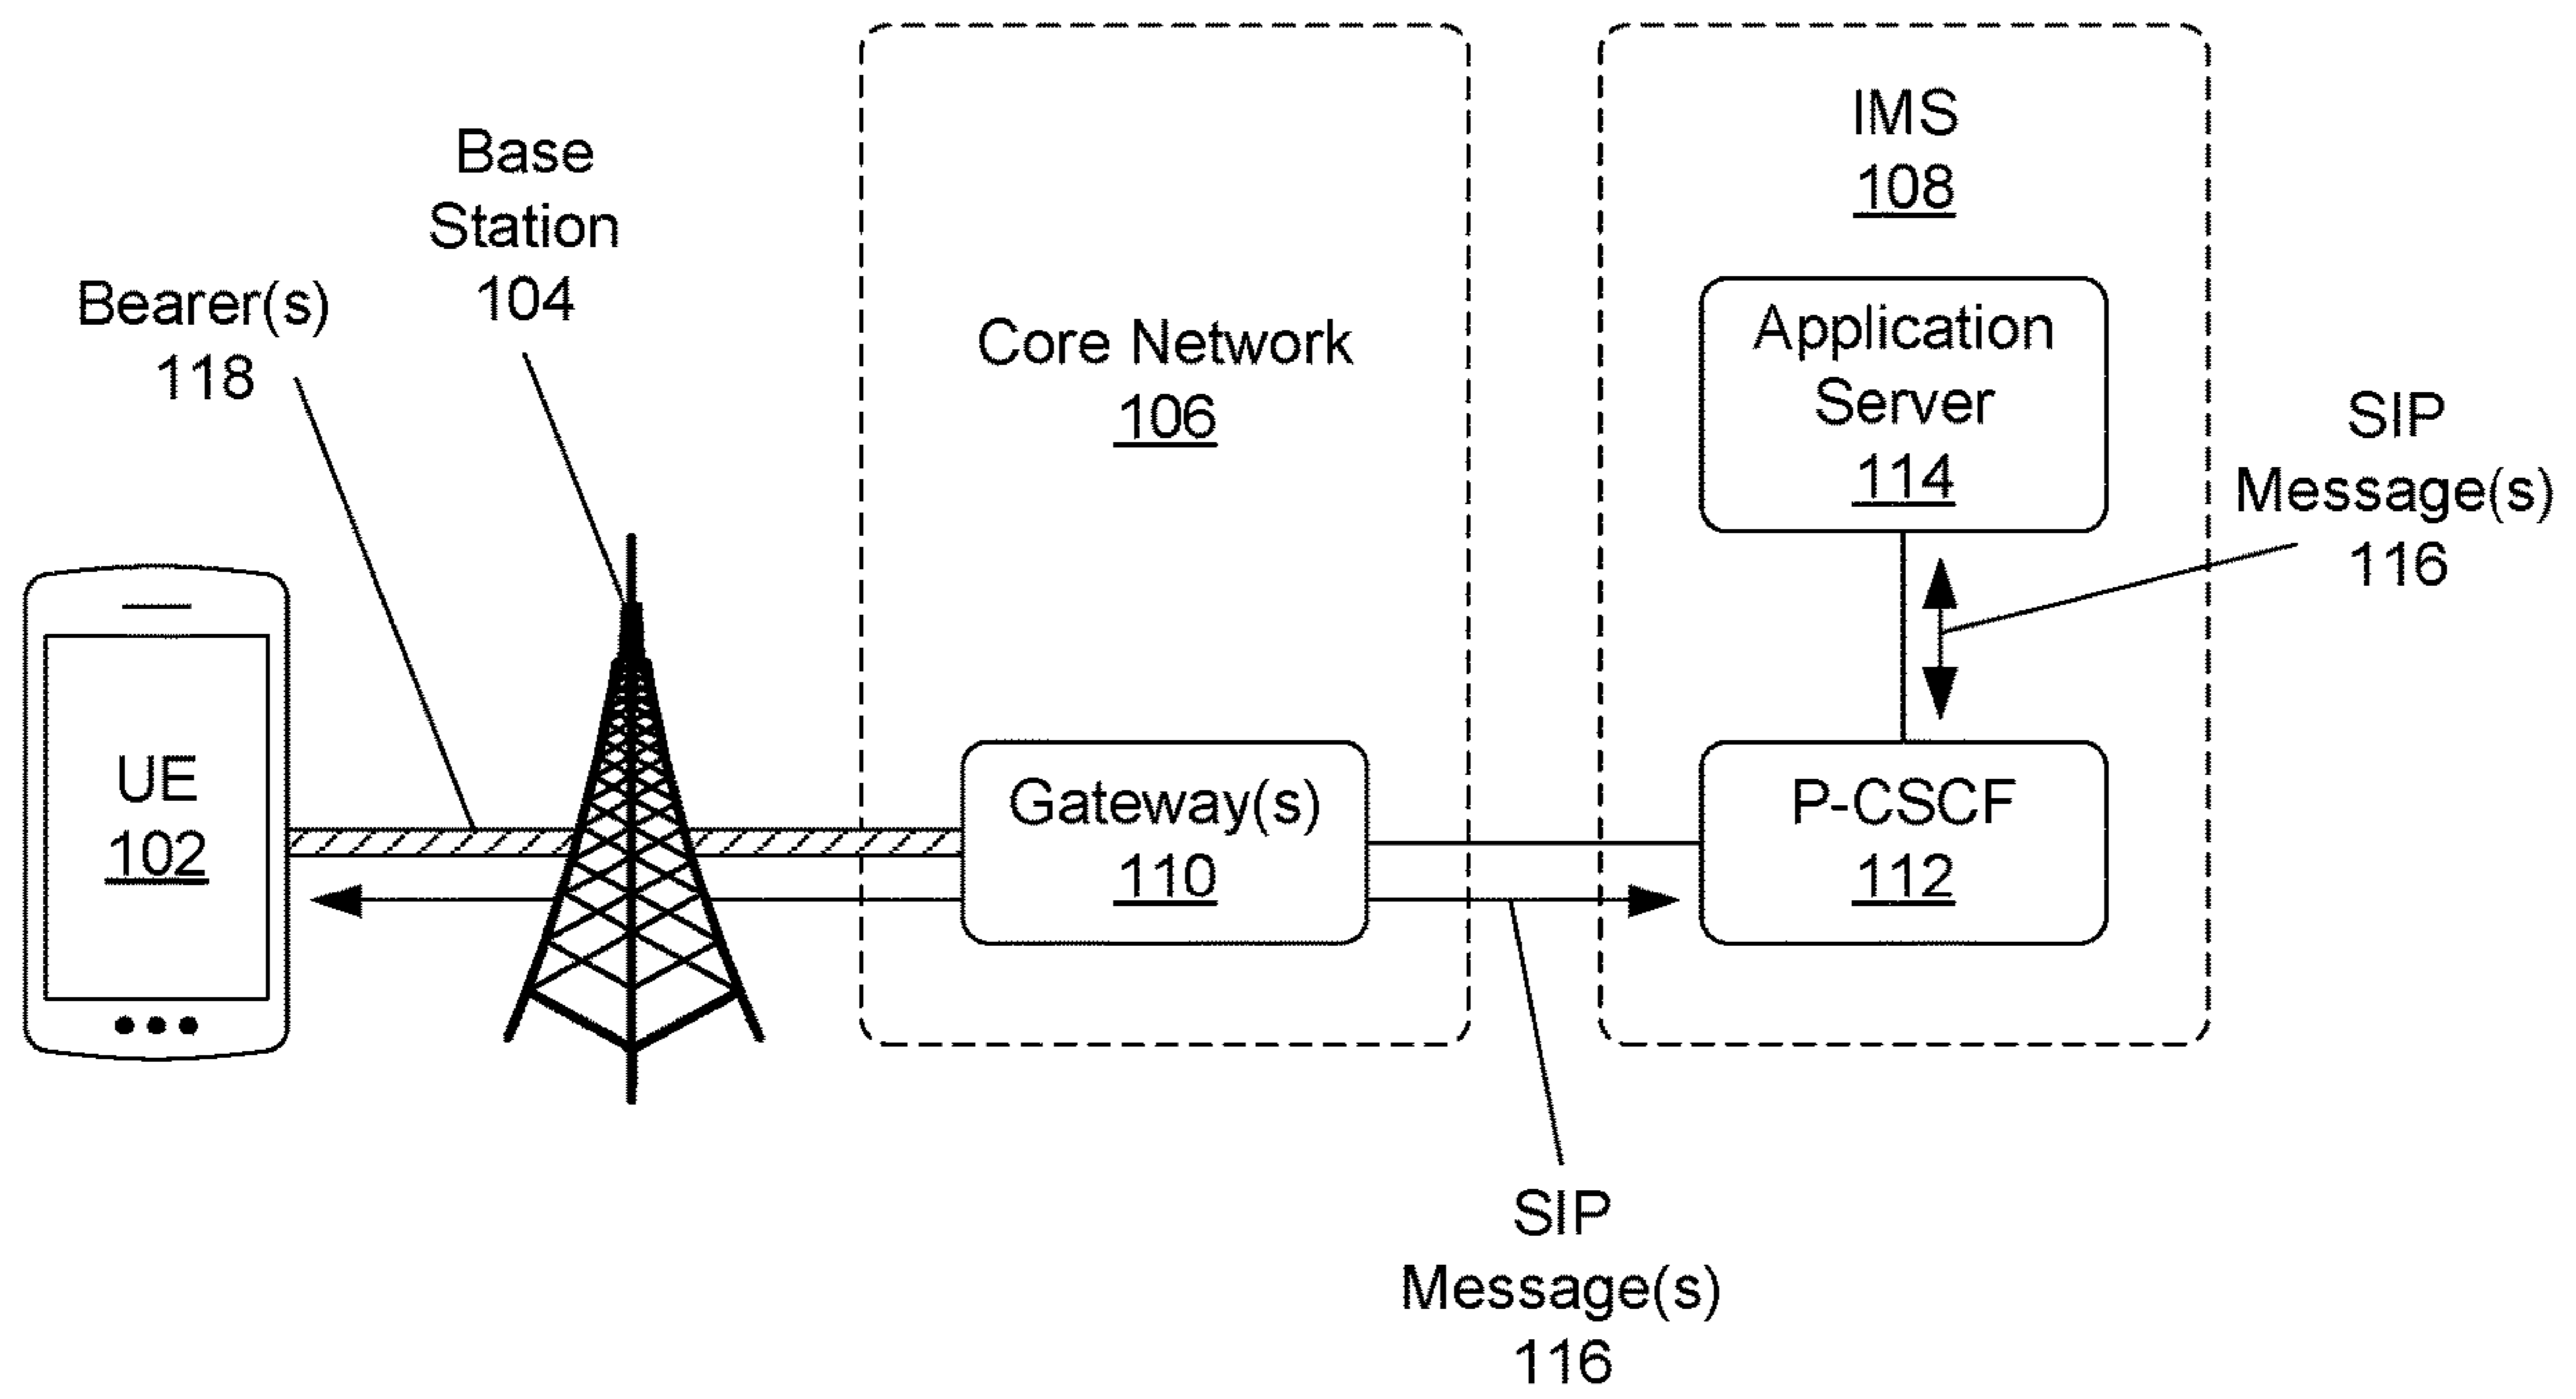 Base
Station
104
Bearer(s)
118
UE
102
Core Network
106
Gateway(s)
110
IMS
108
Application
Server
114
P-CSCF
112
SIP
Message(s)
116
SIP
Message(s)
116